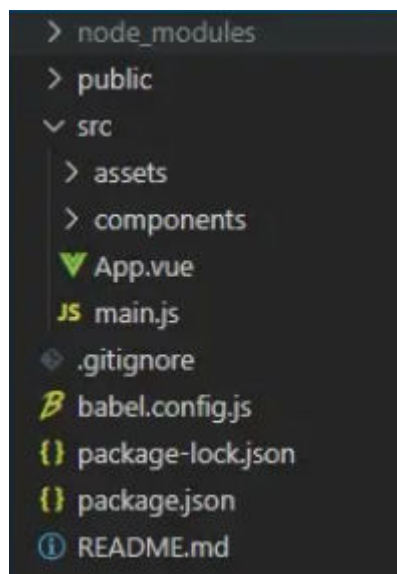 node_modules
public
src
assets
components
App.vue
JS main.js
.gitignore
babel.config.js
package-lock.json
package.json
README.md